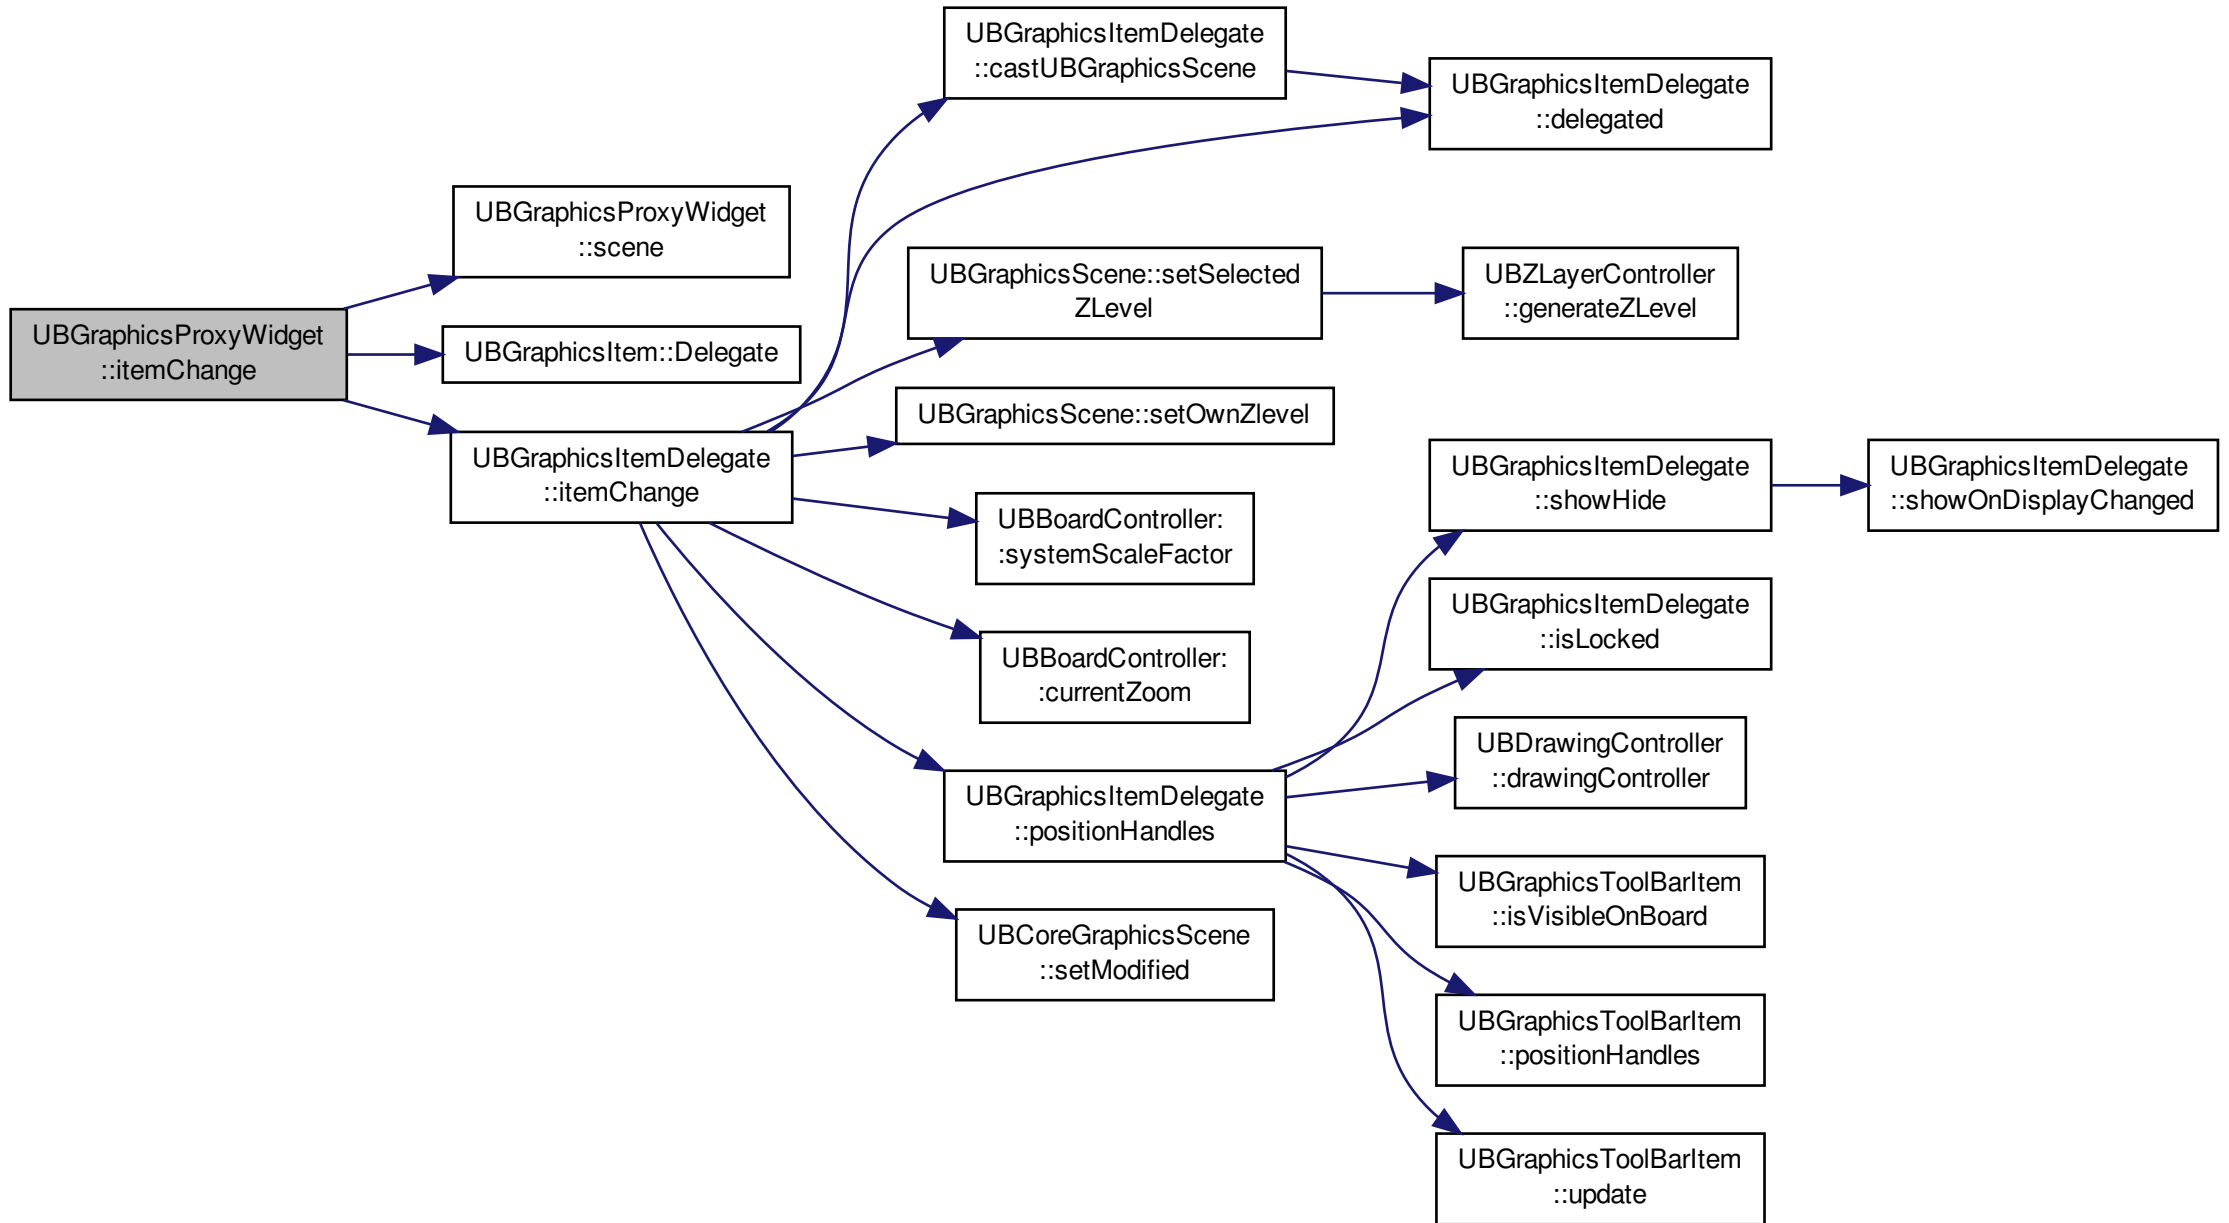 UBGraphicsProxyWidget
::itemChange
UBGraphicsProxyWidget
::scene
UBGraphicsItem::Delegate
UBGraphicsItemDelegate
::itemChange
UBGraphicsItemDelegate
::castUBGraphicsScene
UBGraphicsItemDelegate
::delegated
UBGraphicsScene::setSelected
ZLevel
UBZLayerController
::generateZLevel
UBGraphicsScene::setOwnZlevel
UBBoardController:
:systemScaleFactor
UBBoardController:
:currentZoom
UBGraphicsItemDelegate
::positionHandles
UBCoreGraphicsScene
::setModified
UBGraphicsItemDelegate
::showHide
UBGraphicsItemDelegate
::showOnDisplayChanged
UBGraphicsItemDelegate
::isLocked
UBDrawingController
::drawingController
UBGraphicsToolBarItem
::isVisibleOnBoard
UBGraphicsToolBarItem
::positionHandles
UBGraphicsToolBarItem
::update